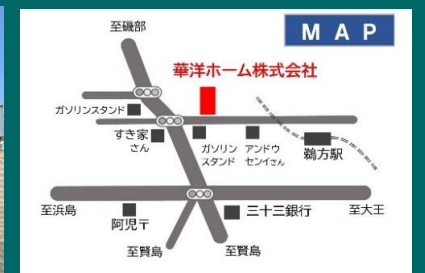 至磯部
MAP
華洋ホーム株式会社
ガソリンスタンド
すき家
さん
ガソリン
スタンド
アンドウ
センイさん
鵜方駅
至浜島
阿児〒
三十三銀行
至大王
至賢島
至賢島